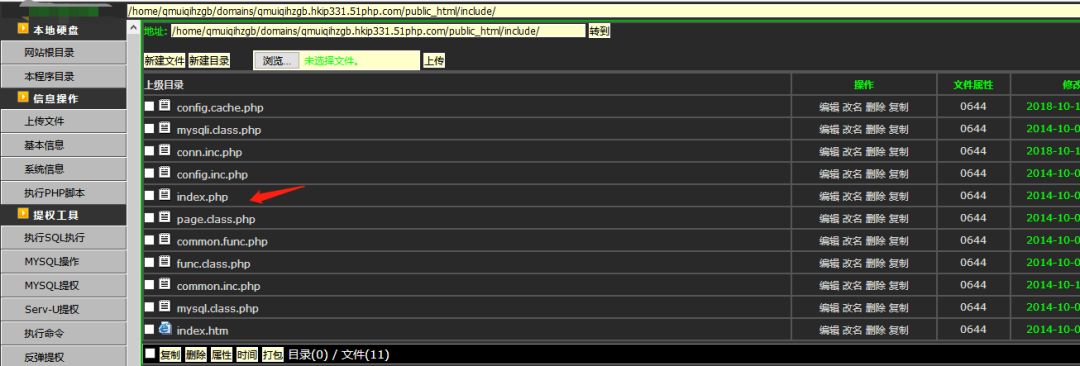 /home/qmuiqihzgb/domains/qmuiqihzgb.hkip331.51php.com/public_html/include/
本地硬盘
网站根目录
本程序目录
信息操作
上传文件
基本信息
系统信息
执行PHP脚本
提权工具
执行SQL执行
MYSQL操作
MYSQL提权
Serv-U提权
执行命令
反弹提权
地址: /home/qmuiqihzgb/domains/qmuiqihzgb.hkip331.51php.com/public_html/include/ 转到
新建文件 新建目录 浏览... 未选择文件。 上传
上级目录 操作 文件属性 修改
config.cache.php 编辑 改名 删除 复制 0644 2018-10-1
mysqli.class.php 编辑 改名 删除 复制 0644 2014-10-0
conn.inc.php 编辑 改名 删除 复制 0644 2018-10-1
config.inc.php 编辑 改名 删除 复制 0644 2014-10-0
index.php 编辑 改名 删除 复制 0644 2014-10-0
page.class.php 编辑 改名 删除 复制 0644 2014-10-0
common.func.php 编辑 改名 删除 复制 0644 2014-10-0
func.class.php 编辑 改名 删除 复制 0644 2014-10-0
common.inc.php 编辑 改名 删除 复制 0644 2014-10-1
mysql.class.php 编辑 改名 删除 复制 0644 2014-10-0
index.htm 编辑 改名 删除 复制 0644 2014-10-0
复制 删除 属性 时间 打包 目录(0) / 文件(11)